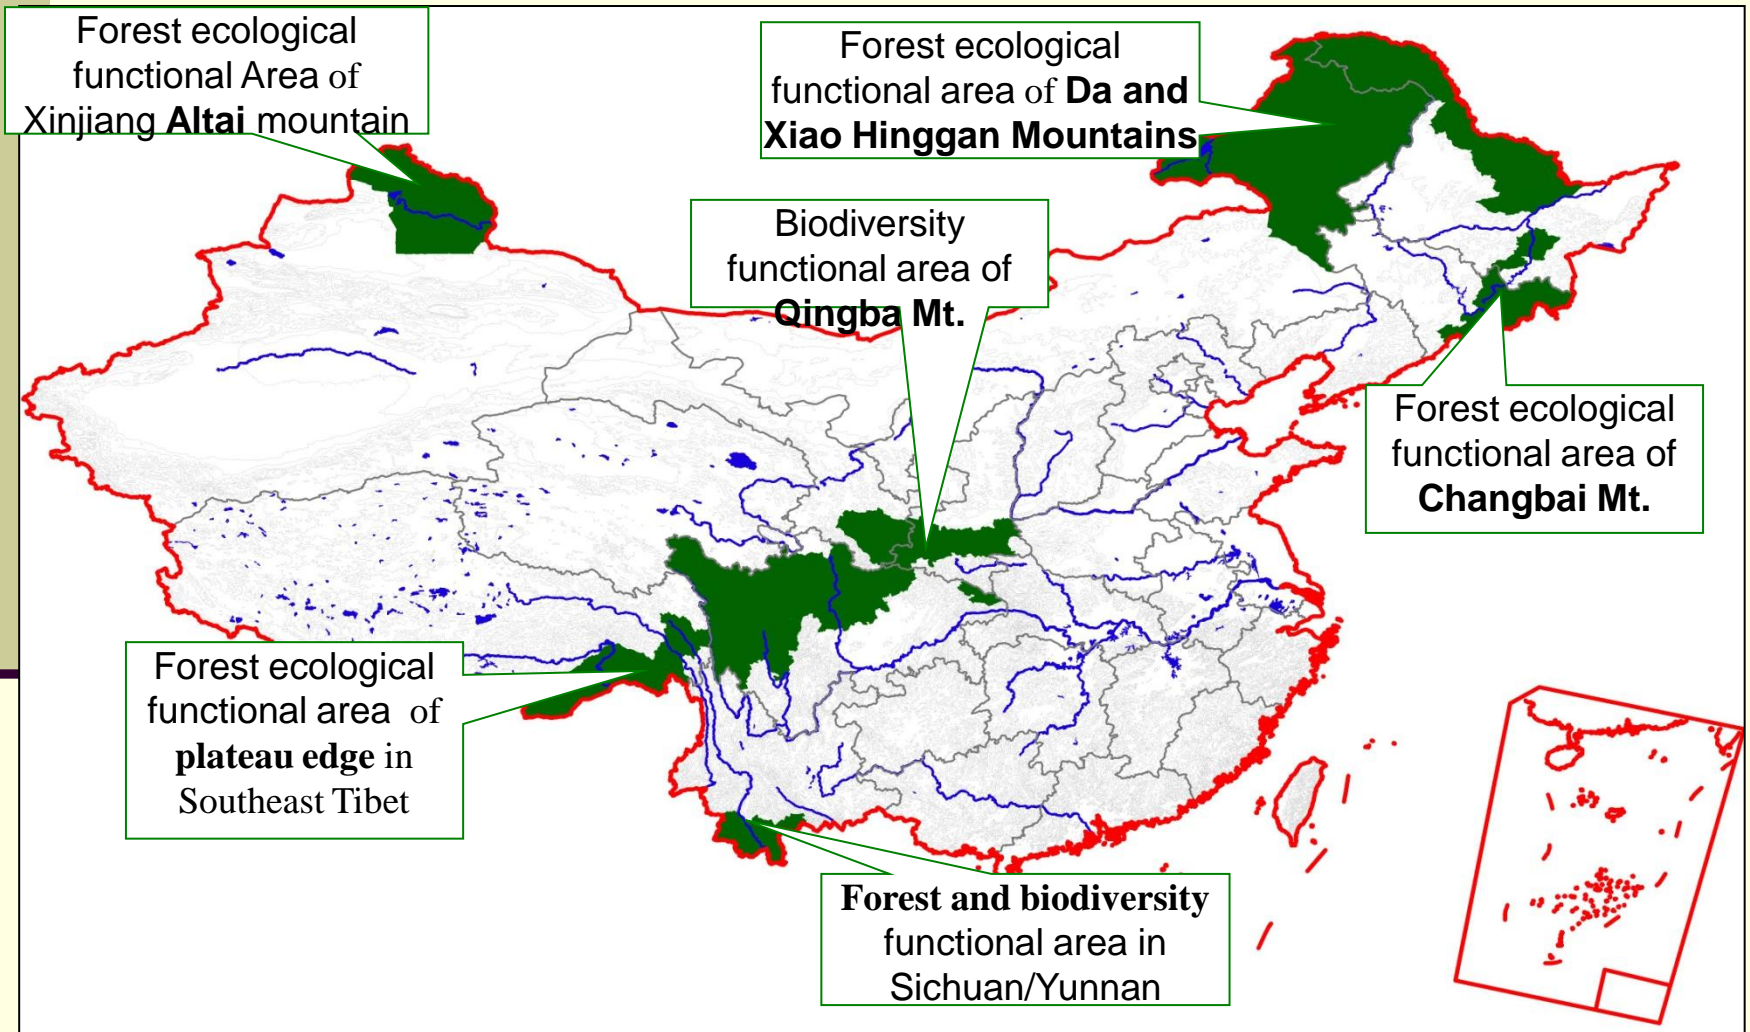 Forest ecological
functional Area of
Xinjiang Altai mountain
Forest ecological
functional area of Da and
Xiao Hinggan Mountains
Biodiversity
functional area of
Qingba Mt.
Forest ecological
functional area of
Changbai Mt.
Forest ecological
functional area of
plateau edge in
Southeast Tibet
Forest and biodiversity
functional area in
Sichuan/Yunnan